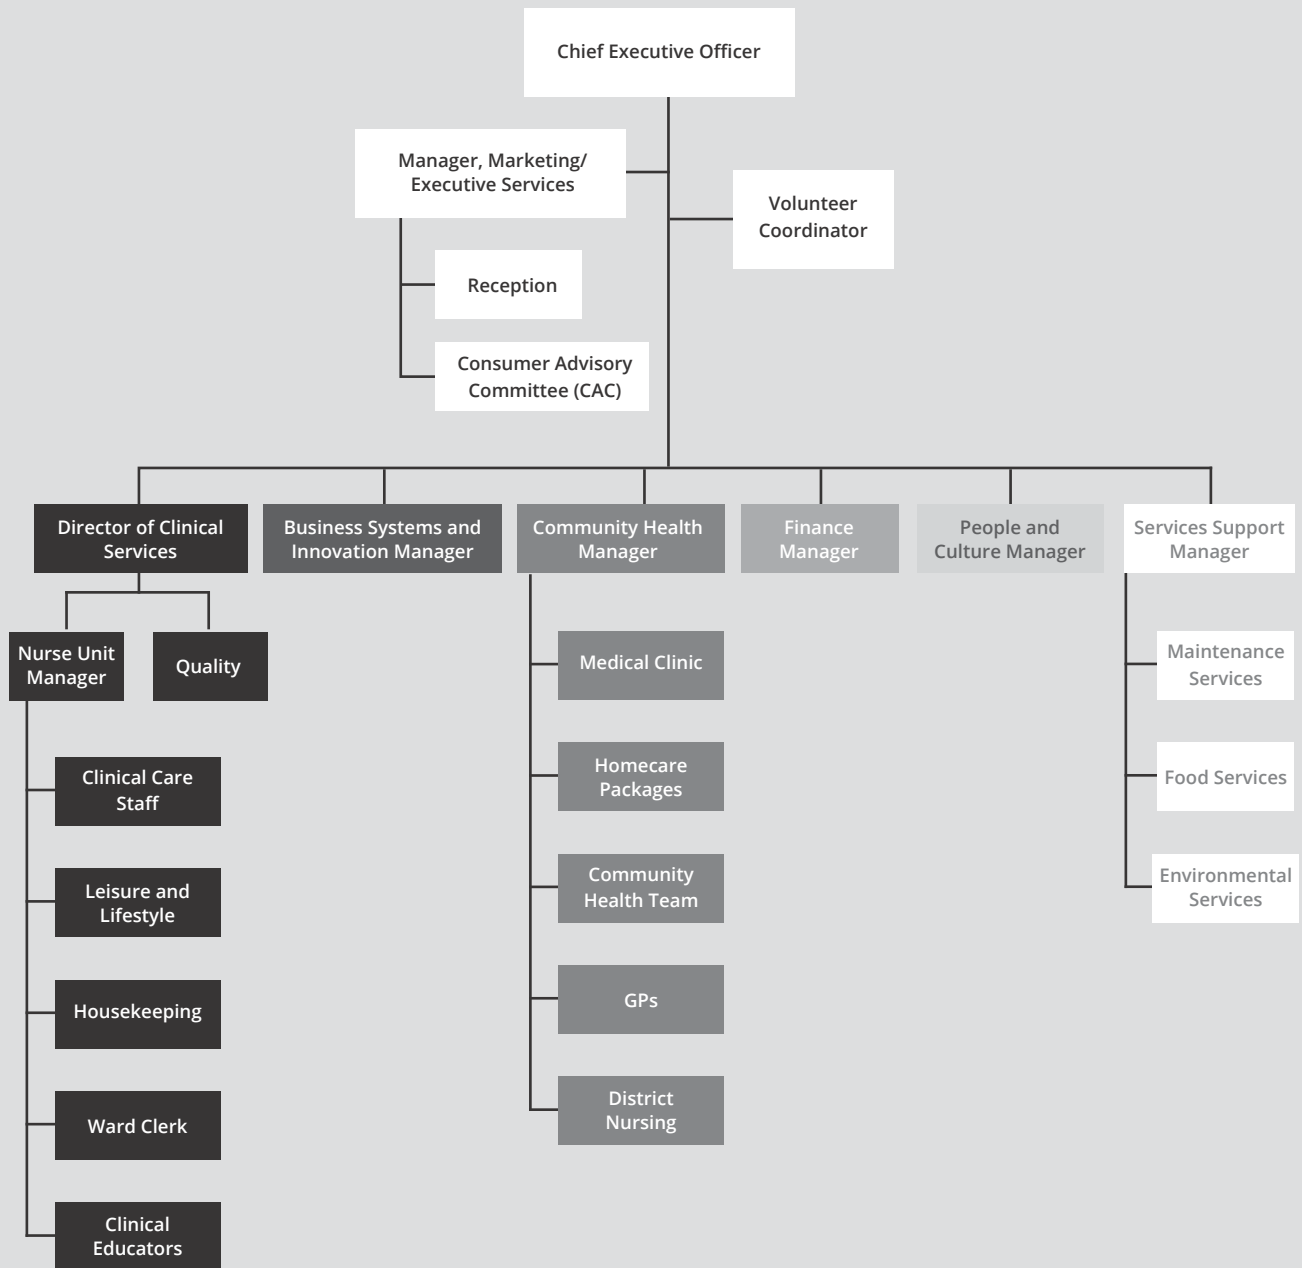 Chief Executive Officer
Manager, Marketing/
Executive Services
Volunteer
Coordinator
Reception
Consumer Advisory
Committee (CAC)
Director of Clinical
Services
Business Systems and
Innovation Manager
Community Health
Manager
Finance
Manager
People and
Culture Manager
Services Support
Manager
Nurse Unit
Manager
Quality
Clinical Care
Staff
Leisure and
Lifestyle
Housekeeping
Ward Clerk
Clinical
Educators
Medical Clinic
Homecare
Packages
Community
Health Team
GPs
District
Nursing
Maintenance
Services
Food Services
Environmental
Services